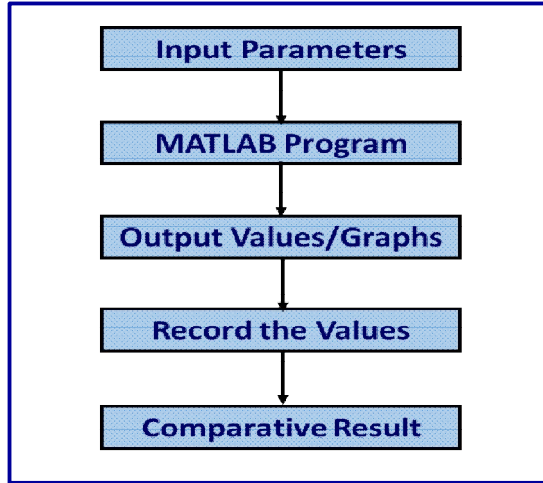 Input Parameters
MATLAB Program
Output Values/Graphs
Record the Values
Comparative Result